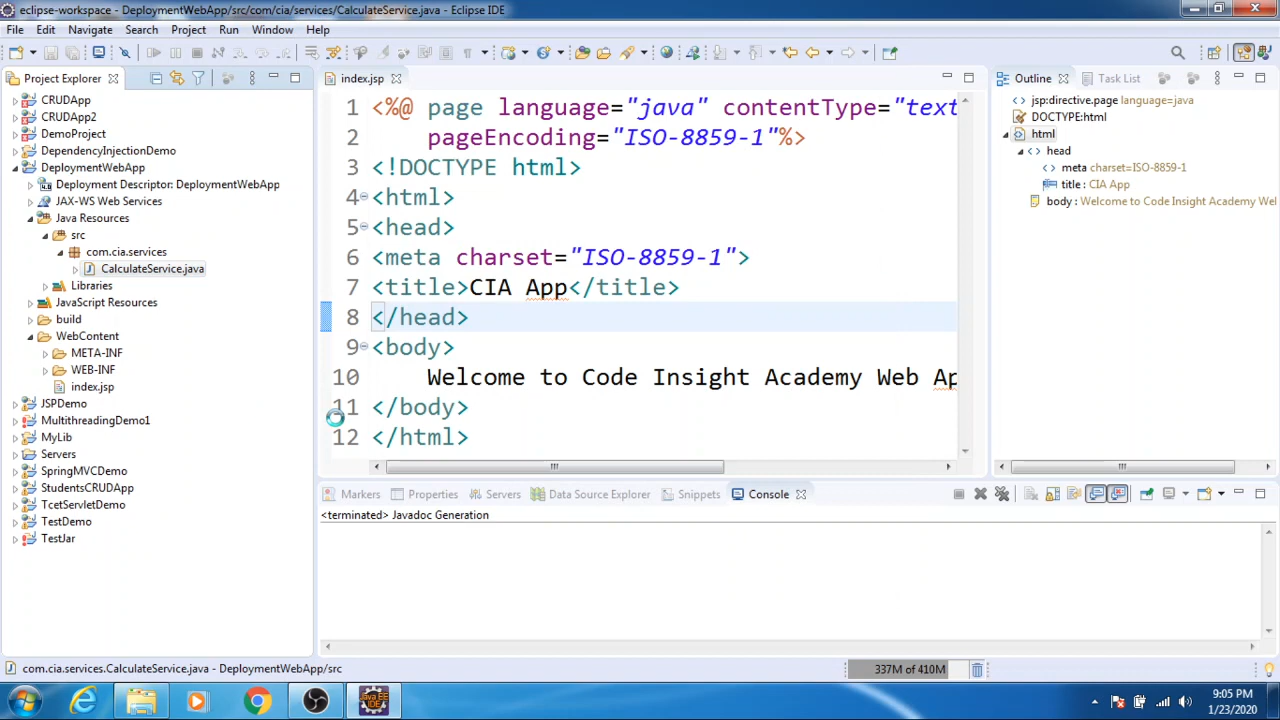 eclipse-workspace - DeploymentWebApp/src/com/cia/services/CalculateService.java - Eclipse IDE
File Edit Navigate Search Project Run Window Help
Project Explorer
CRUDApp
CRUDApp2
DemoProject
DependencyInjectionDemo
DeploymentWebApp
Deployment Descriptor: DeploymentWebApp
JAX-WS Web Services
Java Resources
src
com.cia.services
CalculateService.java
Libraries
JavaScript Resources
build
WebContent
META-INF
WEB-INF
index.jsp
JSPDemo
MultithreadingDemo1
MyLib
Servers
SpringMVCDemo
StudentsCRUDApp
TcetServletDemo
TestDemo
TestJar
index.jsp
1 <%@ page language="java" contentType="text
2 pageEncoding="ISO-8859-1"%>
3 <!DOCTYPE html>
4 <html>
5 <head>
6 <meta charset="ISO-8859-1">
7 <title>CIA App</title>
8 </head>
9 <body>
10 Welcome to Code Insight Academy Web Ap
11 </body>
12 </html>
Outline Task List
jsp:directive.page language=java
DOCTYPE:html
html
head
meta charset=ISO-8859-1
title : CIA App
body : Welcome to Code Insight Academy Wel
Markers Properties Servers Data Source Explorer Snippets Console
<terminated> Javadoc Generation
com.cia.services.CalculateService.java - DeploymentWebApp/src
337M of 410M
9:05 PM
1/23/2020